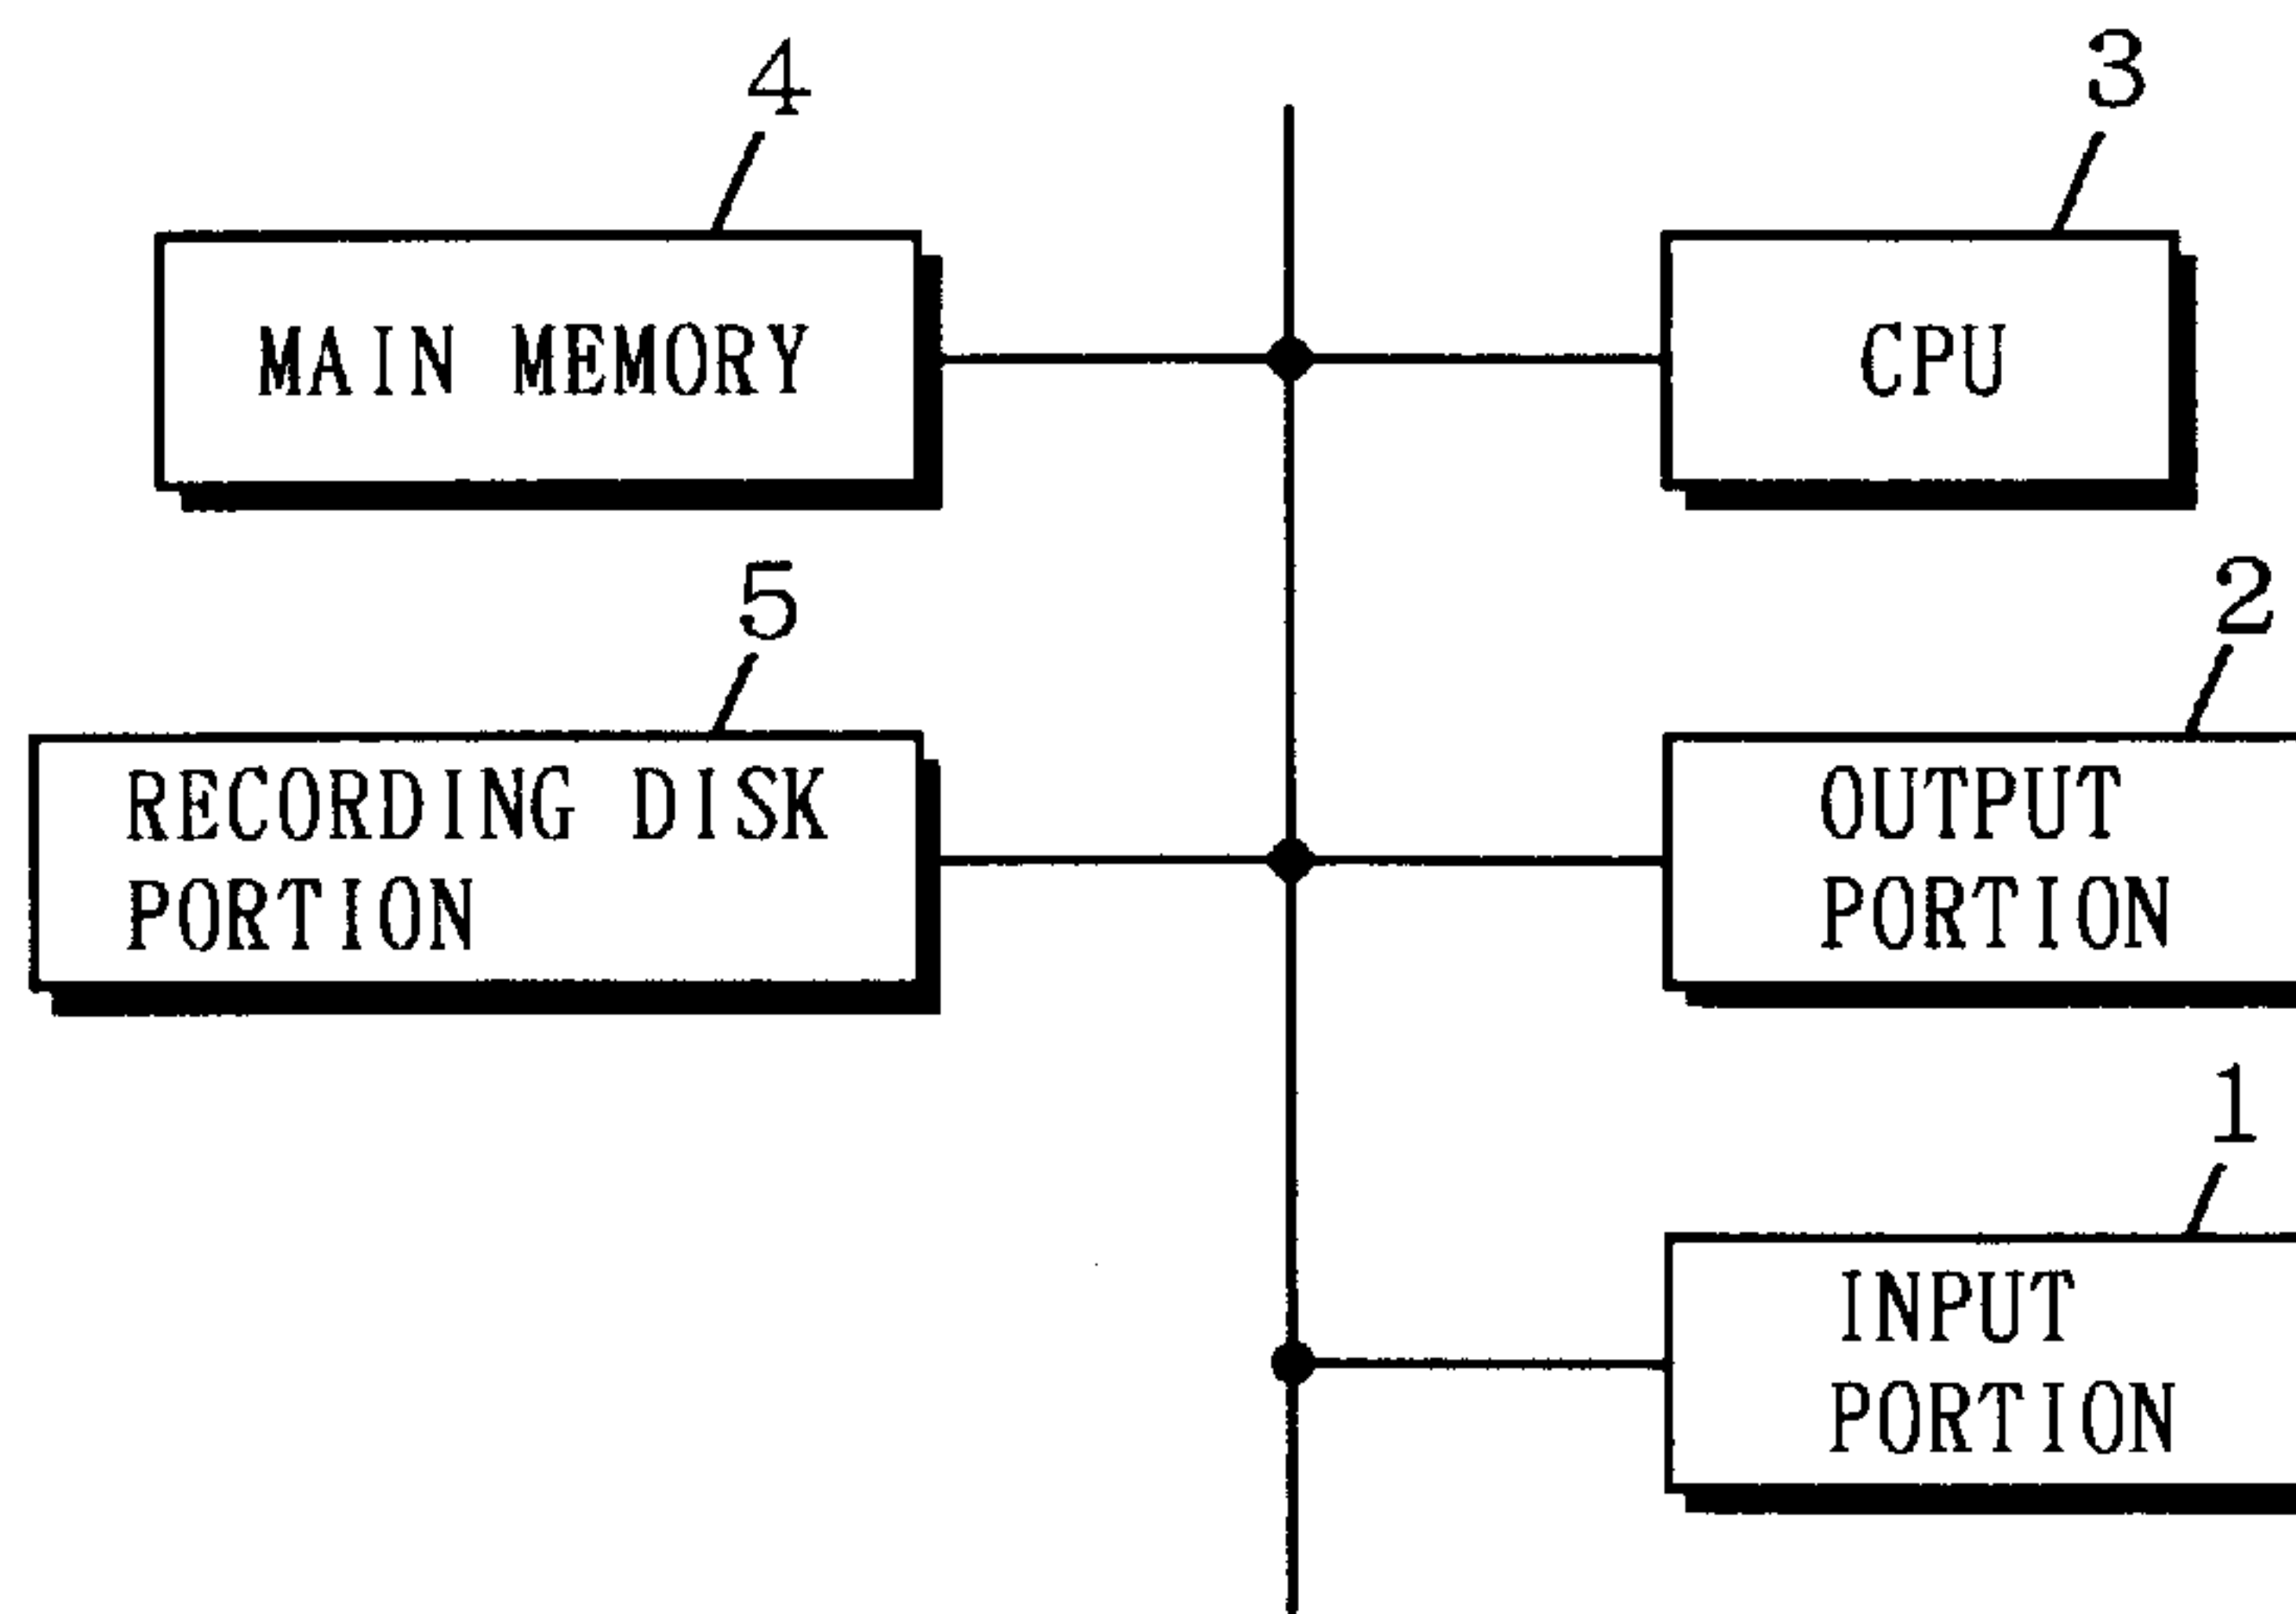 4
3
MAIN MEMORY
CPU
5
2
RECORDING DISK
PORTION
OUTPUT
PORTION
1
INPUT
PORTION